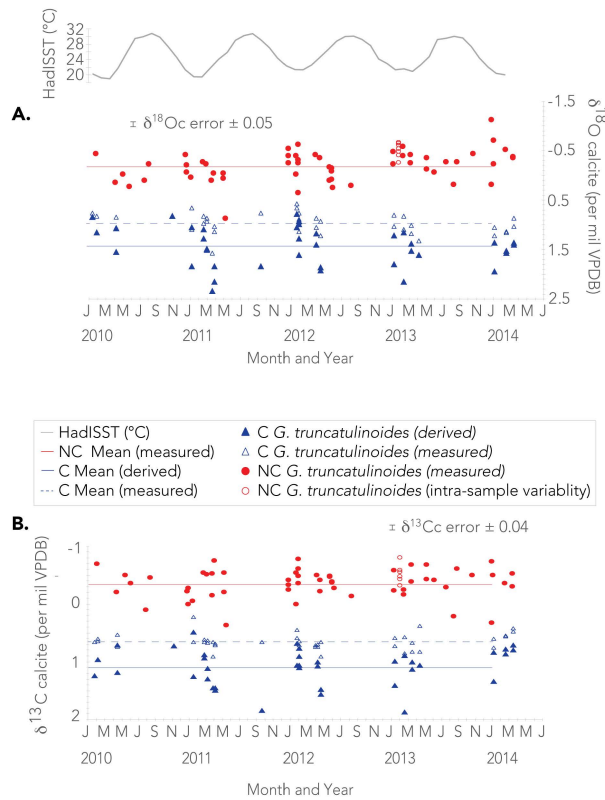 HadISST (°C)
32
28
24
20
A.
δ18Oc error ± 0.05
-1.5
-0.5
0.5
1.5
2.5
δ18O calcite (per mil VPDB)
J M M J S N J M M J S N J M M J S N J M M J S N J M M J
2010 2011 2012 2013 2014
Month and Year
HadISST (°C)
NC Mean (measured)
C Mean (derived)
C Mean (measured)
C G. truncatulinoides (derived)
C G. truncatulinoides (measured)
NC G. truncatulinoides (measured)
NC G. truncatulinoides (intra-sample variablity)
B.
δ13Cc error ± 0.04
-1
0
1
2
δ13C calcite (per mil VPDB)
J M M J S N J M M J S N J M M J S N J M M J S N J M M J
2010 2011 2012 2013 2014
Month and Year